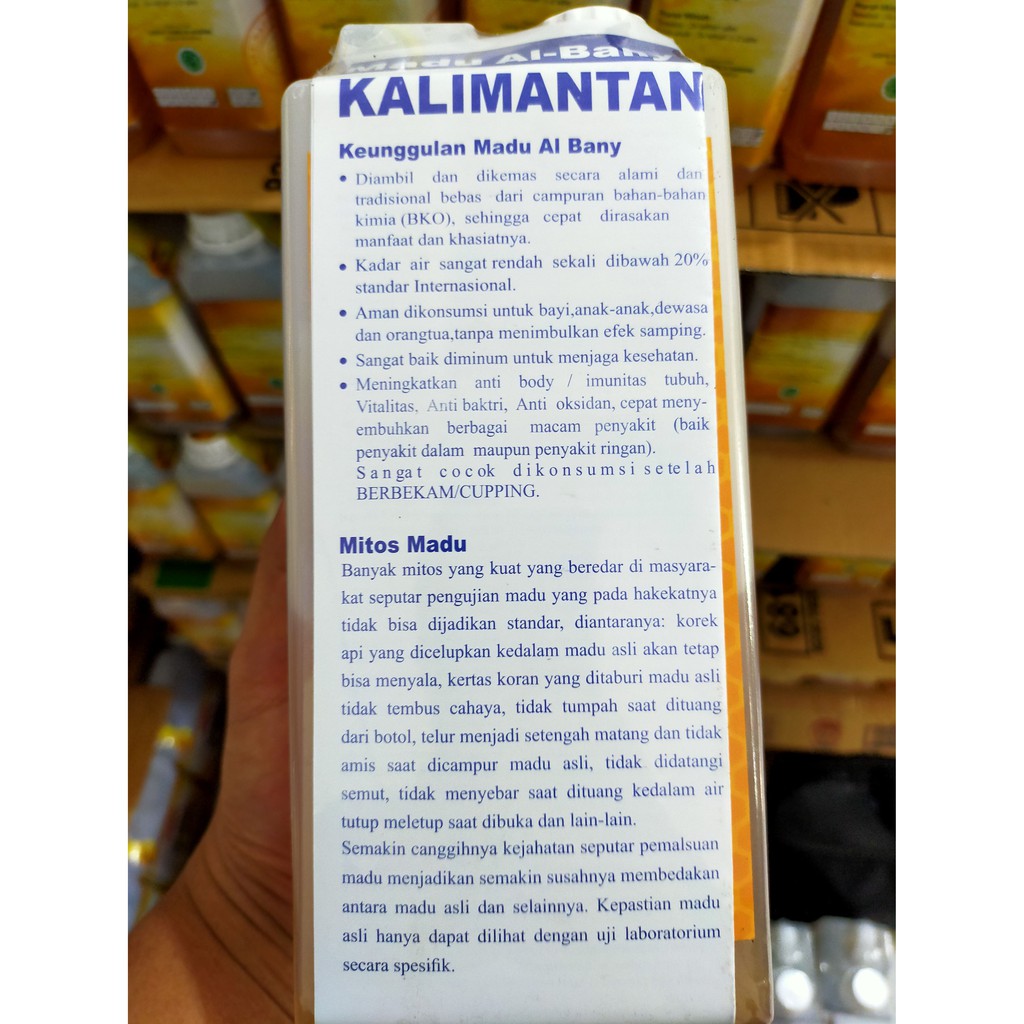 Madu Al-Bany
KALIMANTAN
Keunggulan Madu Al Bany
• Diambil dan dikemas secara alami dan
tradisional bebas dari campuran bahan-bahan
kimia (BKO), sehingga cepat dirasakan
manfaat dan khasiatnya.
• Kadar air sangat rendah sekali dibawah 20%
standar Internasional.
• Aman dikonsumsi untuk bayi,anak-anak,dewasa
dan orangtua,tanpa menimbulkan efek samping.
• Sangat baik diminum untuk menjaga kesehatan.
• Meningkatkan anti body / imunitas tubuh,
Vitalitas, Anti baktri, Anti oksidan, cepat meny-
embuhkan berbagai macam penyakit (baik
penyakit dalam maupun penyakit ringan).
Sangat cocok dikonsumsi setelah
BERBEKAM/CUPPING.
Mitos Madu
Banyak mitos yang kuat yang beredar di masyara-
kat seputar pengujian madu yang pada hakekatnya
tidak bisa dijadikan standar, diantaranya: korek
api yang dicelupkan kedalam madu asli akan tetap
bisa menyala, kertas koran yang ditaburi madu asli
tidak tembus cahaya, tidak tumpah saat dituang
dari botol, telur menjadi setengah matang dan tidak
amis saat dicampur madu asli, tidak didatangi
semut, tidak menyebar saat dituang kedalam air
tutup meletup saat dibuka dan lain-lain.
Semakin canggihnya kejahatan seputar pemalsuan
madu menjadikan semakin susahnya membedakan
antara madu asli dan selainnya. Kepastian madu
asli hanya dapat dilihat dengan uji laboratorium
secara spesifik.